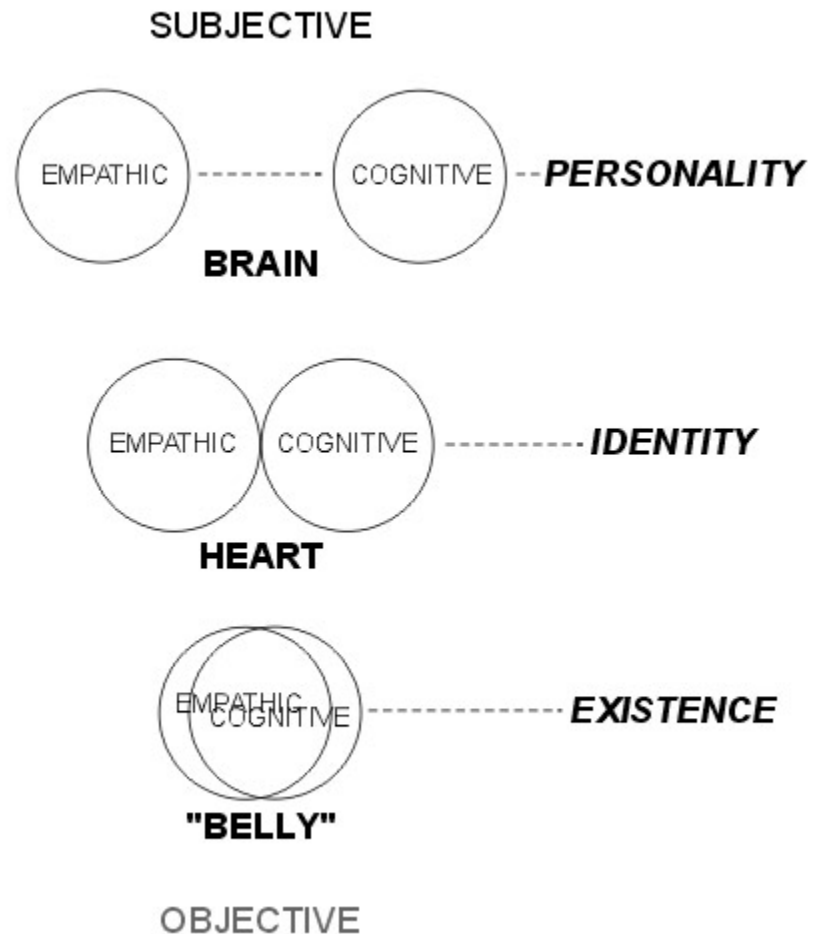 SUBJECTIVE
EMPATHIC COGNITIVE PERSONALITY
BRAIN
EMPATHIC COGNITIVE IDENTITY
HEART
EMPATHIC
COGNITIVE EXISTENCE
"BELLY"
OBJECTIVE